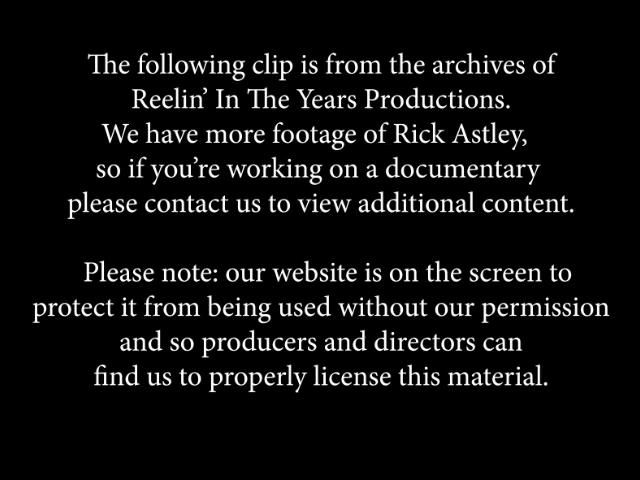 The following clip is from the archives of
Reelin’ In The Years Productions.
We have more footage of Rick Astley,
so if you’re working on a documentary
please contact us to view additional content.
Please note: our website is on the screen to
protect it from being used without our permission
and so producers and directors can
find us to properly license this material.